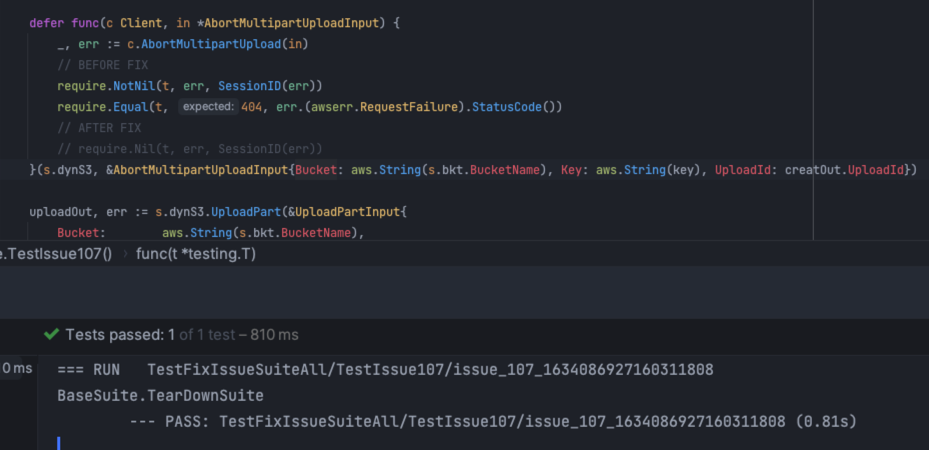 defer func(c Client, in *AbortMultipartUploadInput) {
_, err := c.AbortMultipartUpload(in)
// BEFORE FIX
require.NotNil(t, err, SessionID(err))
require.Equal(t, expected: 404, err.(awserr.RequestFailure).StatusCode())
// AFTER FIX
// require.Nil(t, err, SessionID(err))
}(s.dynS3, &AbortMultipartUploadInput{Bucket: aws.String(s.bkt.BucketName), Key: aws.String(key), UploadId: creatOut.UploadId})
uploadOut, err := s.dynS3.UploadPart(&UploadPartInput{
Bucket: aws.String(s.bkt.BucketName),
e.TestIssue107() › func(t *testing.T)
Tests passed: 1 of 1 test – 810 ms
0 ms
=== RUN TestFixIssueSuiteAll/TestIssue107/issue_107_1634086927160311808
BaseSuite.TearDownSuite
--- PASS: TestFixIssueSuiteAll/TestIssue107/issue_107_1634086927160311808 (0.81s)